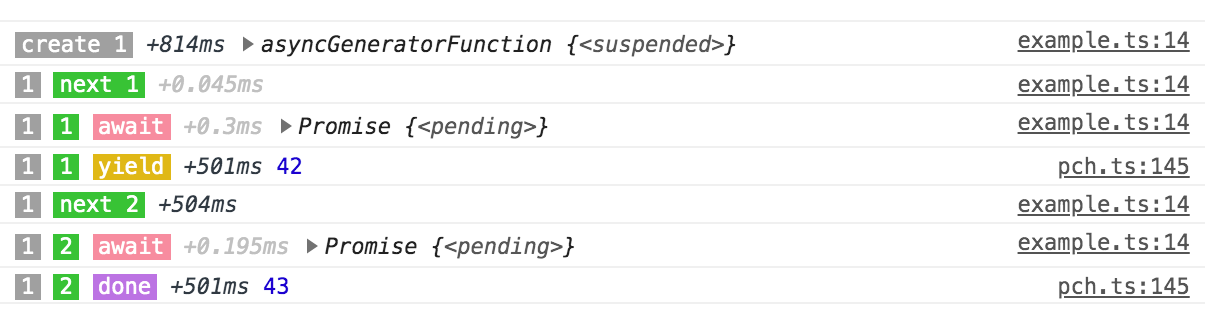 create 1 +814ms ▶asyncGeneratorFunction {<suspended>} example.ts:14
1 next 1 +0.045ms example.ts:14
1 1 await +0.3ms ▶Promise {<pending>} example.ts:14
1 1 yield +501ms 42 pch.ts:145
1 next 2 +504ms example.ts:14
1 2 await +0.195ms ▶Promise {<pending>} example.ts:14
1 2 done +501ms 43 pch.ts:145